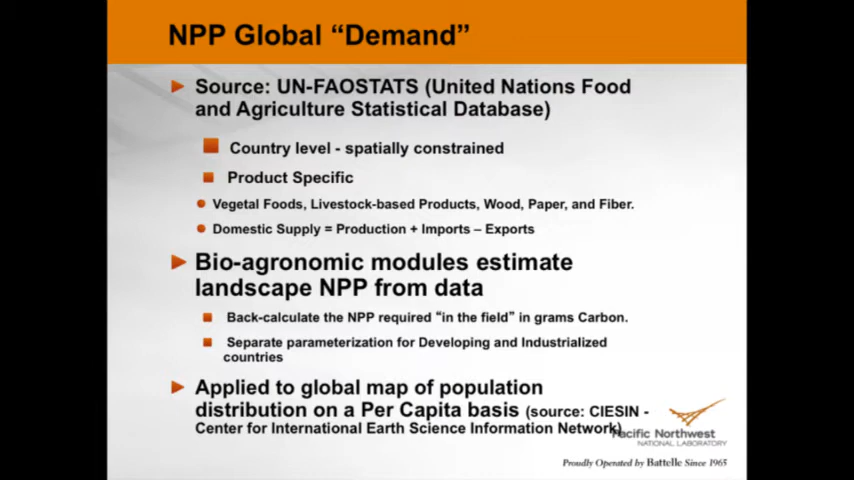 NPP Global “Demand”
Source: UN-FAOSTATS (United Nations Food
and Agriculture Statistical Database)
Country level - spatially constrained
Product Specific
Vegetal Foods, Livestock-based Products, Wood, Paper, and Fiber.
Domestic Supply = Production + Imports – Exports
Bio-agronomic modules estimate
landscape NPP from data
Back-calculate the NPP required “in the field” in grams Carbon.
Separate parameterization for Developing and Industrialized
countries
Applied to global map of population
distribution on a Per Capita basis (source: CIESIN -
Center for International Earth Science Information Network)
Pacific Northwest
NATIONAL LABORATORY
Proudly Operated by Battelle Since 1965